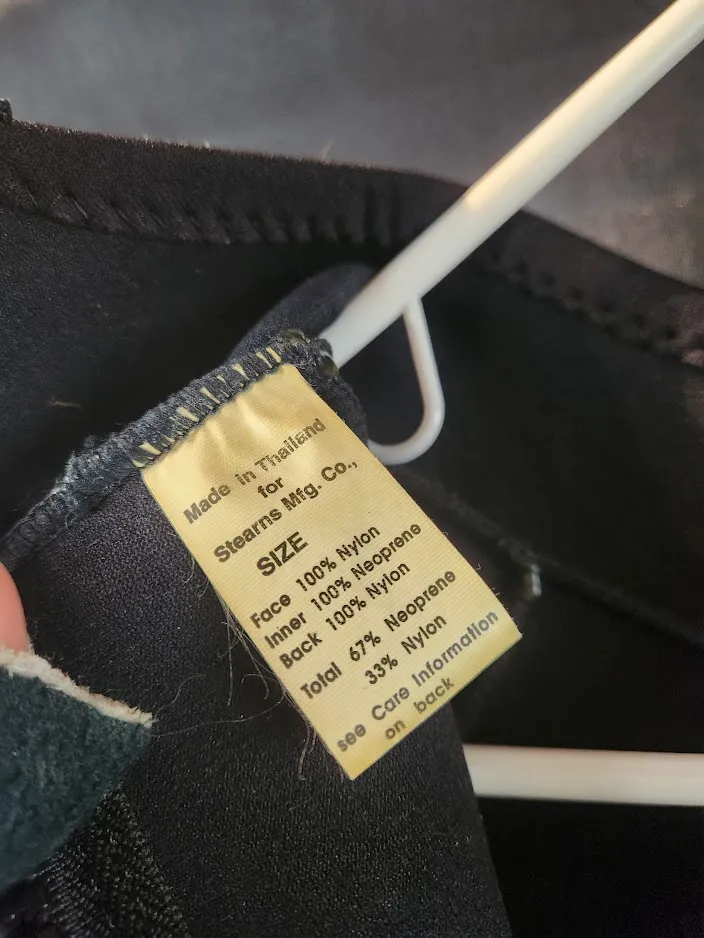 Made in Thailand
for
Stearns Mfg. Co.,
SIZE
Face 100% Nylon
Inner 100% Neoprene
Back 100% Nylon
Total 67% Neoprene
33% Nylon
see Care Information
on back